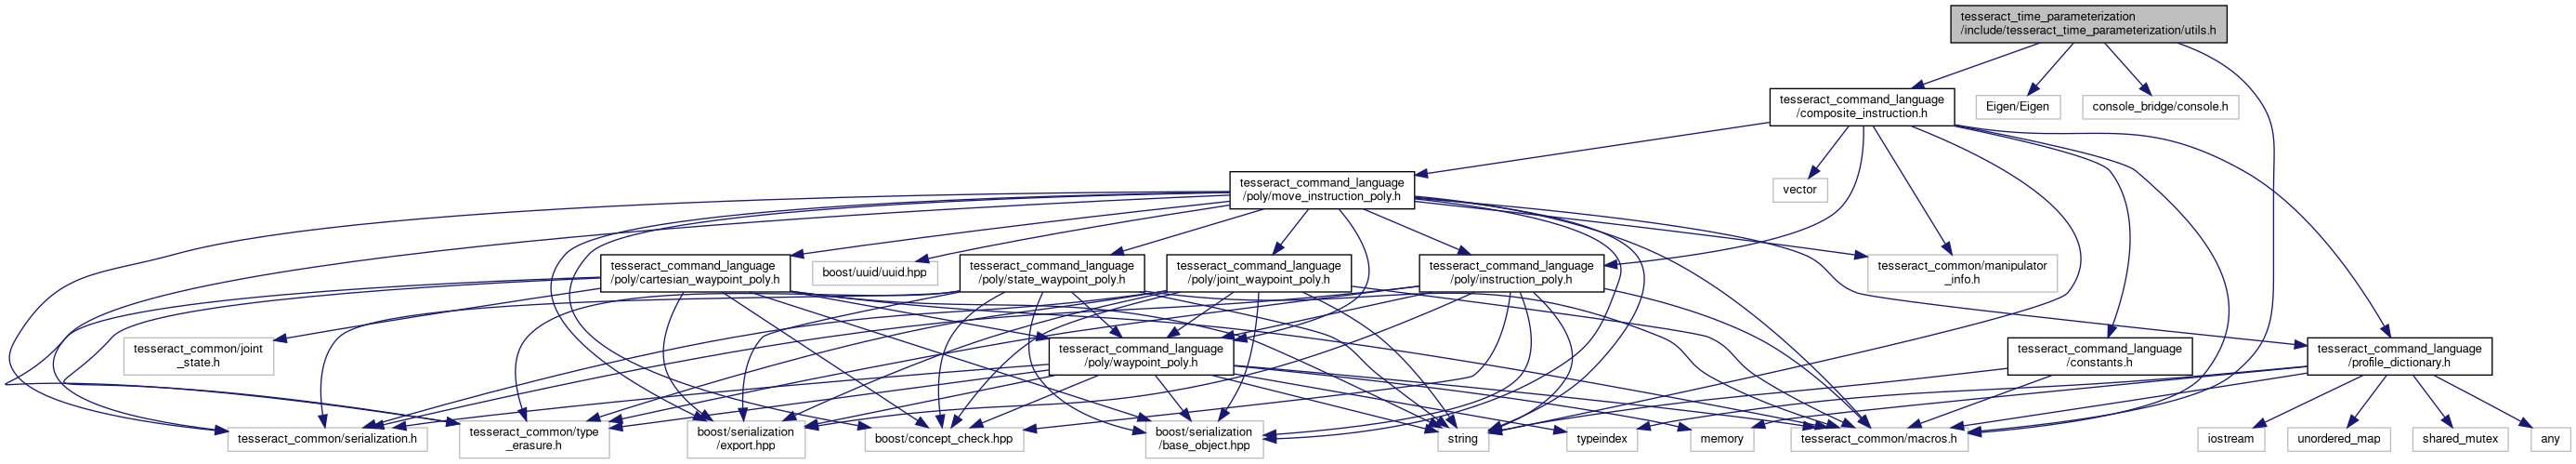 tesseract_time_parameterization
/include/tesseract_time_parameterization/utils.h
tesseract_command_language
/composite_instruction.h
Eigen/Eigen
console_bridge/console.h
tesseract_command_language
/poly/move_instruction_poly.h
vector
tesseract_command_language
/poly/cartesian_waypoint_poly.h
boost/uuid/uuid.hpp
tesseract_command_language
/poly/state_waypoint_poly.h
tesseract_command_language
/poly/joint_waypoint_poly.h
tesseract_command_language
/poly/instruction_poly.h
tesseract_common/manipulator
_info.h
tesseract_common/joint
_state.h
tesseract_command_language
/poly/waypoint_poly.h
tesseract_command_language
/constants.h
tesseract_command_language
/profile_dictionary.h
tesseract_common/serialization.h
tesseract_common/type
_erasure.h
boost/serialization
/export.hpp
boost/concept_check.hpp
boost/serialization
/base_object.hpp
string
typeindex
memory
tesseract_common/macros.h
iostream
unordered_map
shared_mutex
any